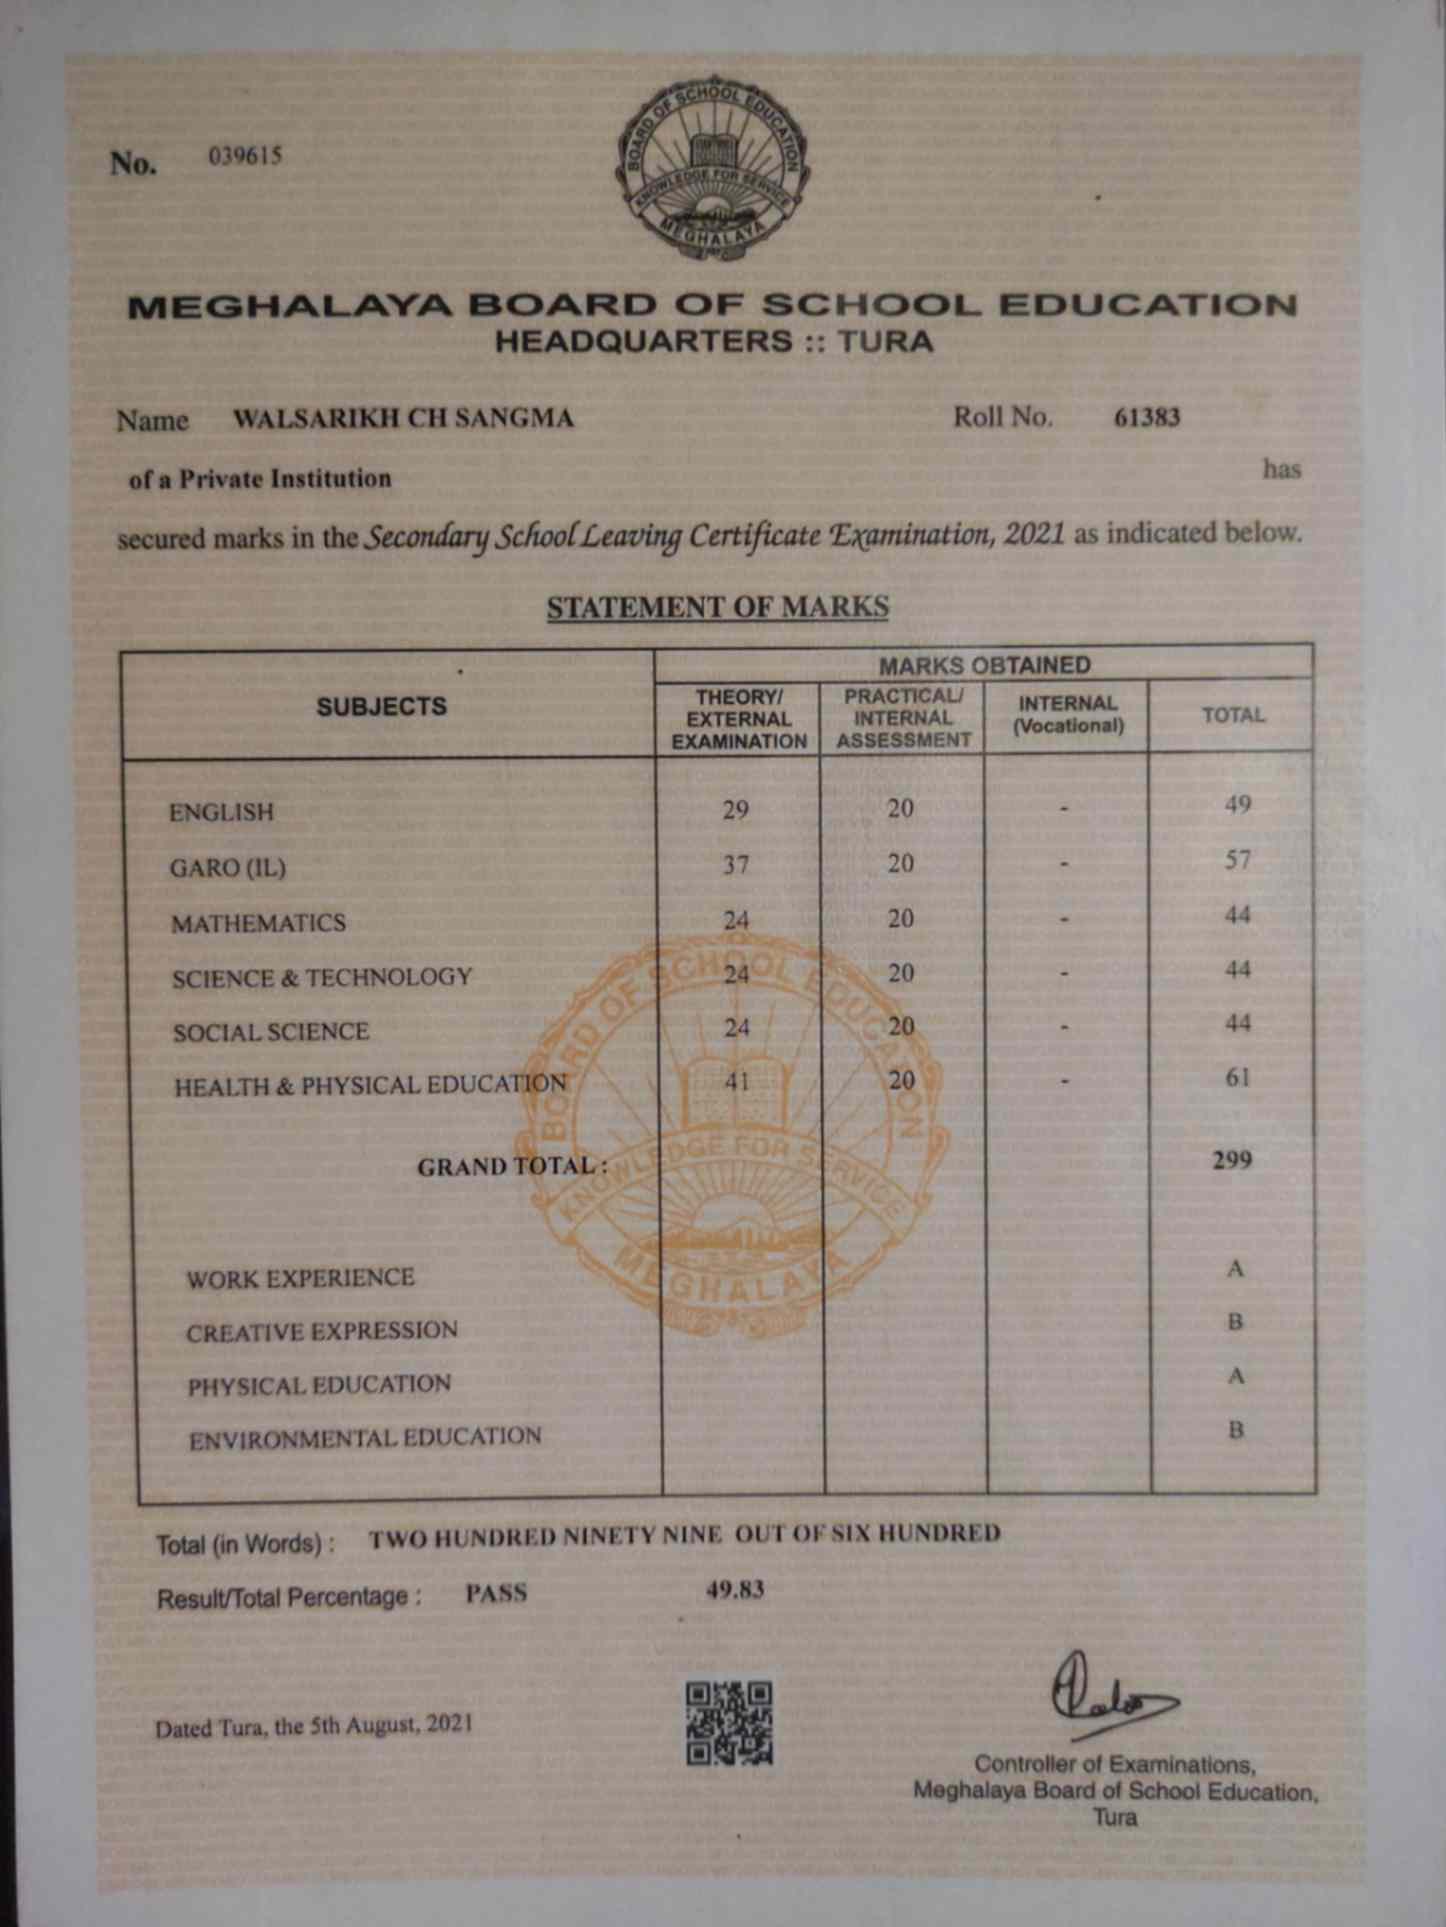 BOARD OF SCHOOL EDUCATION
KNOWLEDGE FOR SERVICE
MEGHALAYA
No. 039615
MEGHALAYA BOARD OF SCHOOL EDUCATION
HEADQUARTERS :: TURA
Name WALSARIKH CH SANGMA Roll No. 61383
of a Private Institution has
secured marks in the Secondary School Leaving Certificate Examination, 2021 as indicated below.
STATEMENT OF MARKS
SUBJECTS MARKS OBTAINED
THEORY/ EXTERNAL EXAMINATION PRACTICAL/ INTERNAL ASSESSMENT INTERNAL (Vocational) TOTAL
ENGLISH 29 20 - 49
GARO (IL) 37 20 - 57
MATHEMATICS 24 20 - 44
SCIENCE & TECHNOLOGY 24 20 - 44
SOCIAL SCIENCE 24 20 - 44
HEALTH & PHYSICAL EDUCATION 41 20 - 61
GRAND TOTAL : 299
WORK EXPERIENCE A
CREATIVE EXPRESSION B
PHYSICAL EDUCATION A
ENVIRONMENTAL EDUCATION B
BOARD OF SCHOOL EDUCATION
KNOWLEDGE FOR SERVICE
MEGHALAYA
Total (in Words) : TWO HUNDRED NINETY NINE OUT OF SIX HUNDRED
Result/Total Percentage : PASS 49.83
Dated Tura, the 5th August, 2021
Controller of Examinations,
Meghalaya Board of School Education,
Tura